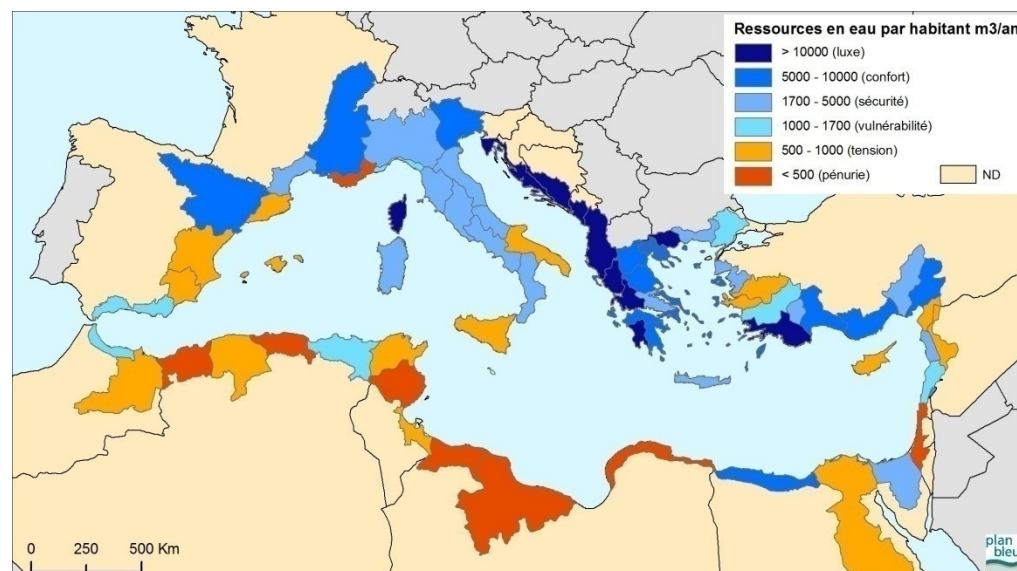 Ressources en eau par habitant m3/an
> 10000 (luxe)
5000 - 10000 (confort)
1700 - 5000 (sécurité)
1000 - 1700 (vulnérabilité)
500 - 1000 (tension)
< 500 (pénurie)
ND
0 250 500 Km
plan
bleu